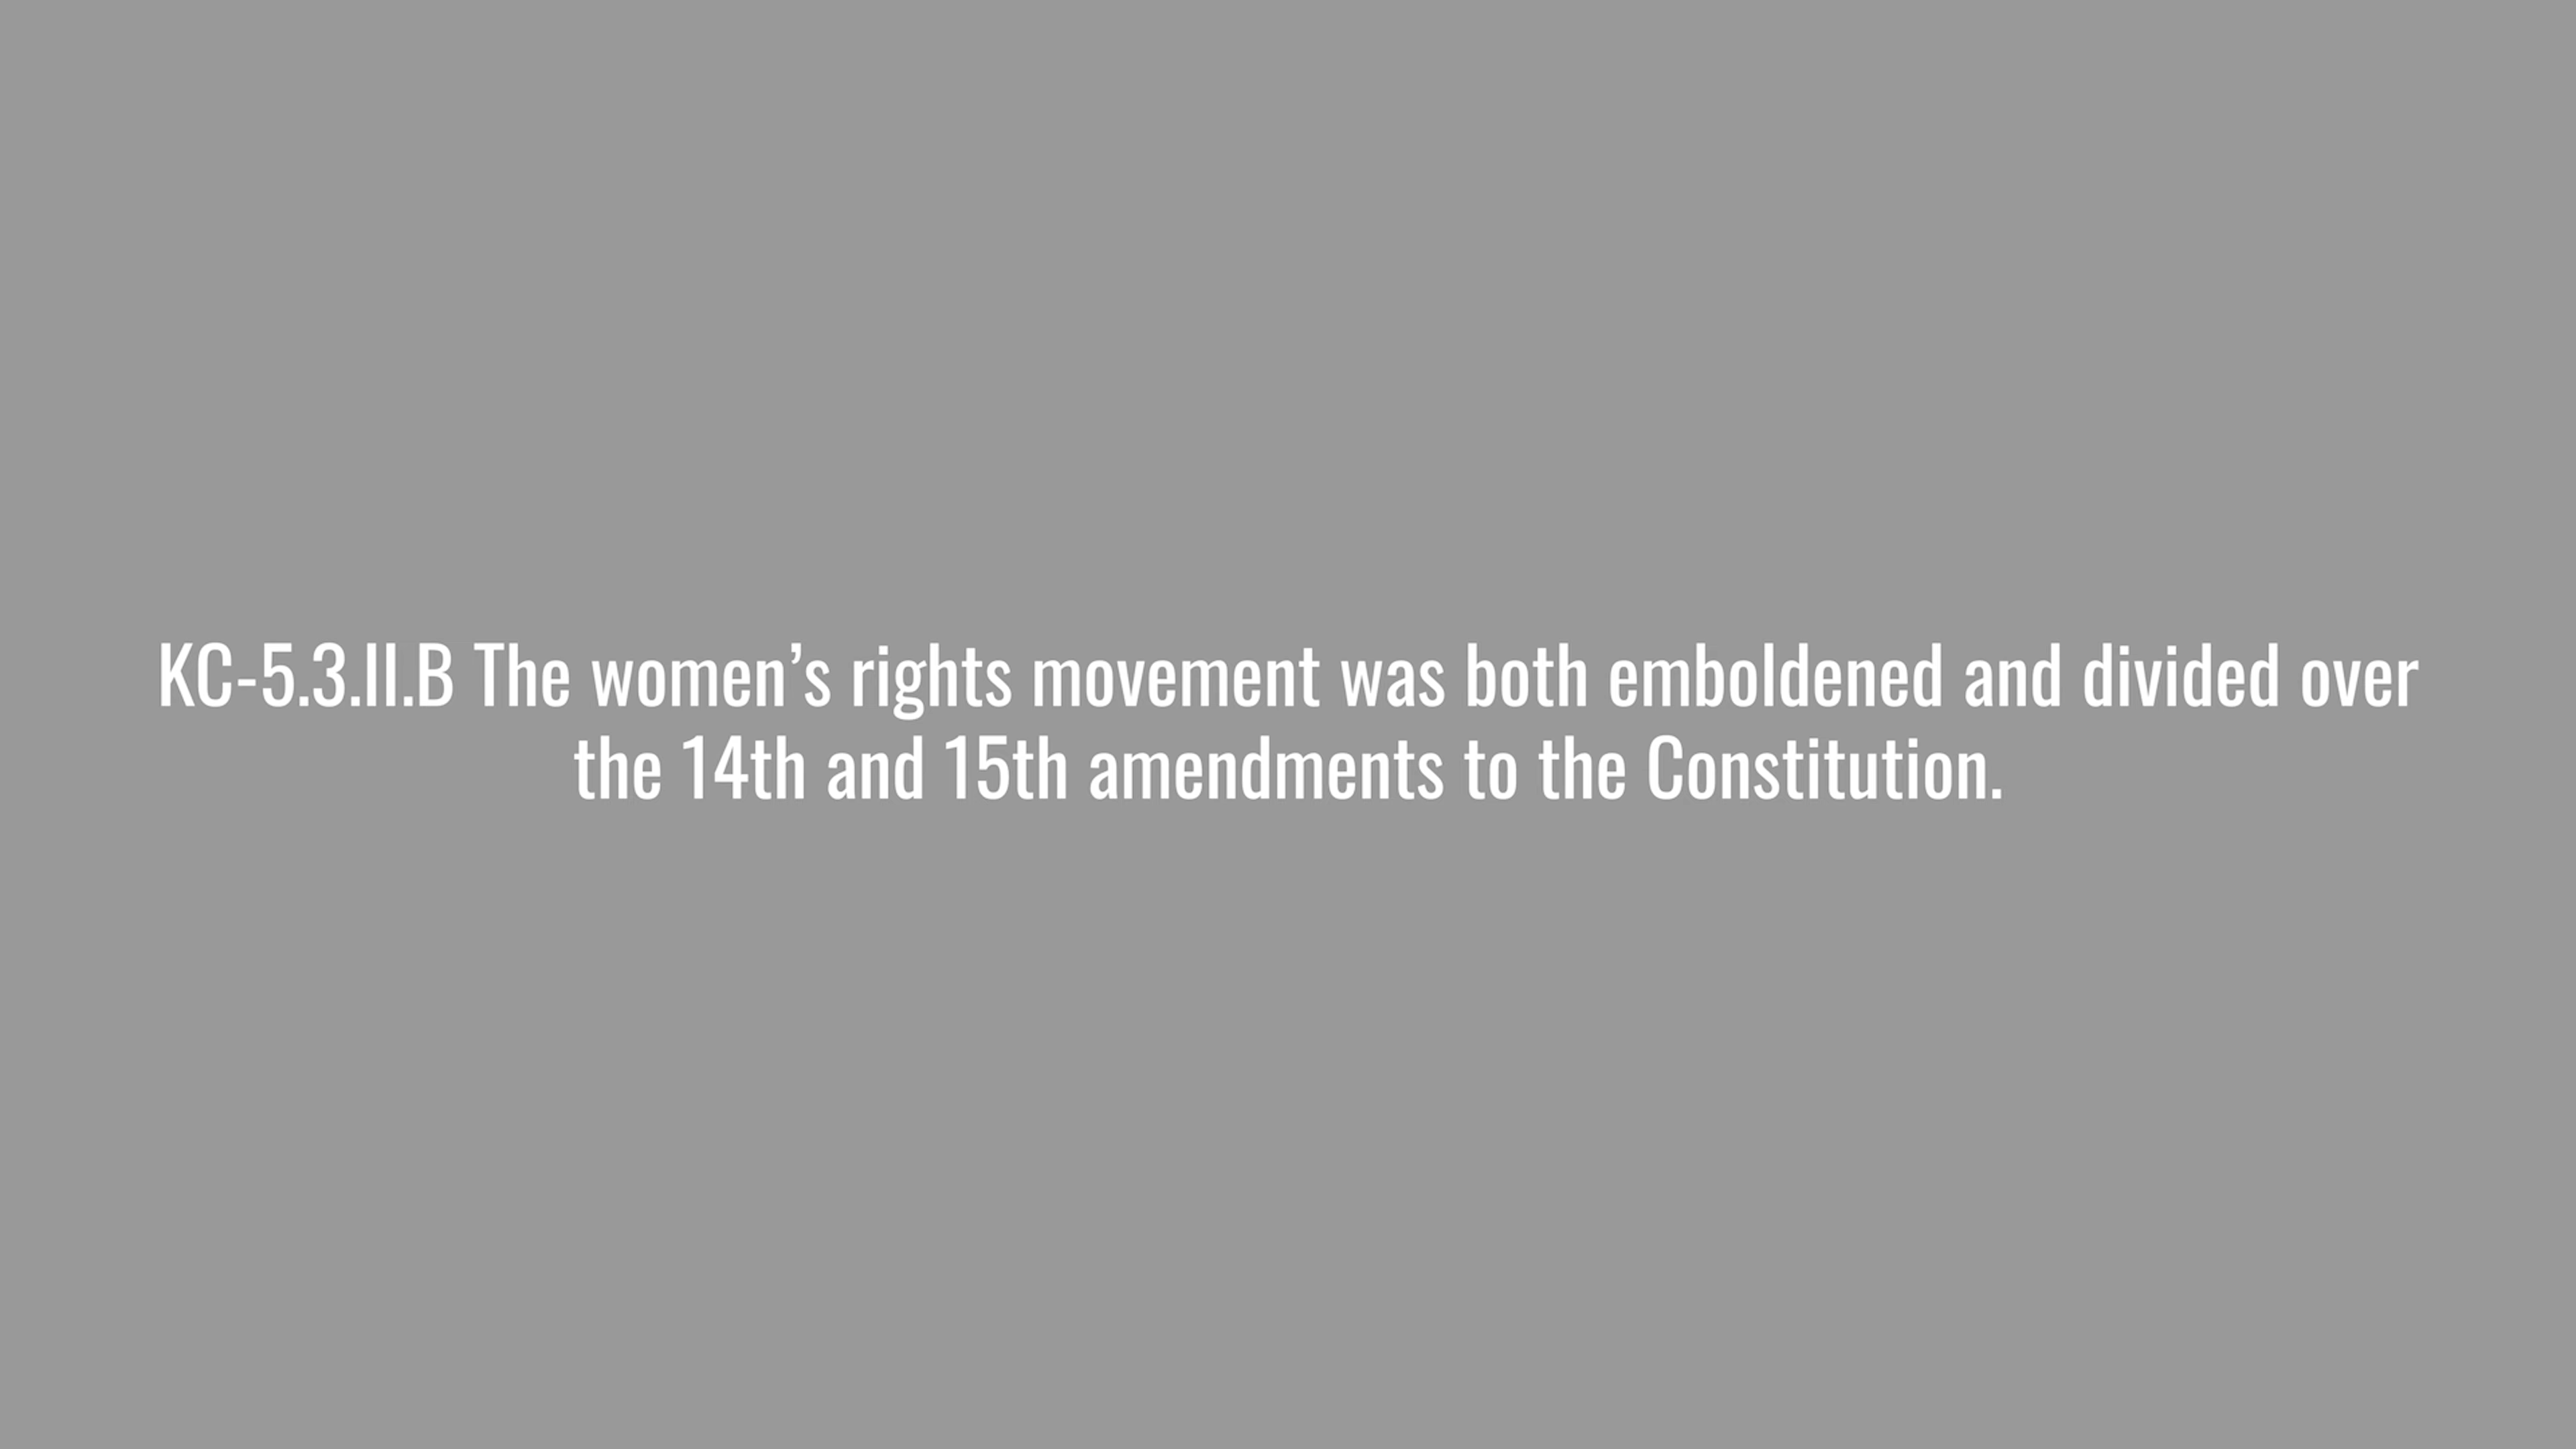 KC-5.3.II.B The women’s rights movement was both emboldened and divided over
the 14th and 15th amendments to the Constitution.